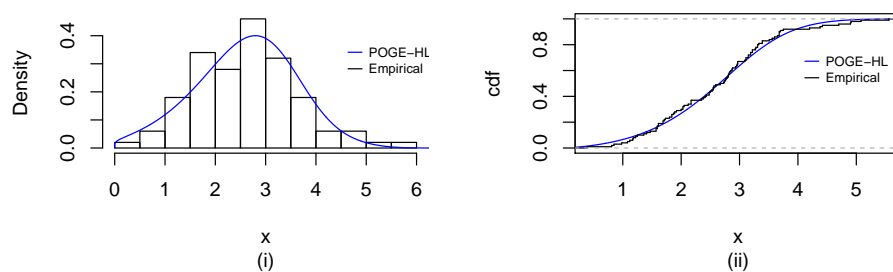 Density
0.0
0.2
0.4
POGE−HL
Empirical
0 1 2 3 4 5 6
x
(i)
cdf
0.0
0.4
0.8
POGE−HL
Empirical
1 2 3 4 5
x
(ii)